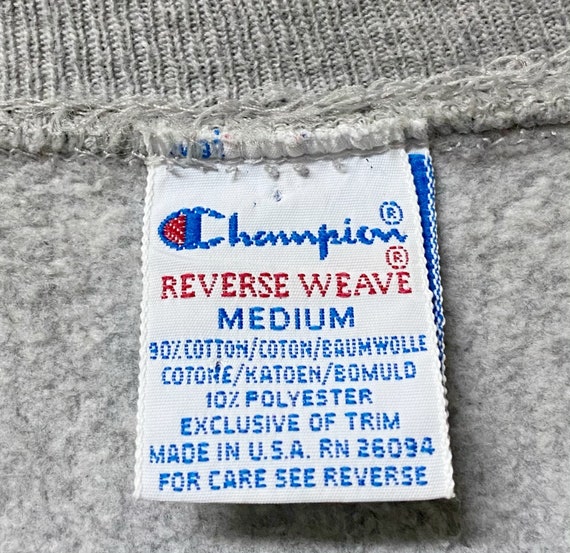 Champion®
REVERSE WEAVE®
MEDIUM
90% COTTON/COTON/BAUMWOLLE
COTONE/KATOEN/BOMULD
10% POLYESTER
EXCLUSIVE OF TRIM
MADE IN U.S.A. RN 26094
FOR CARE SEE REVERSE